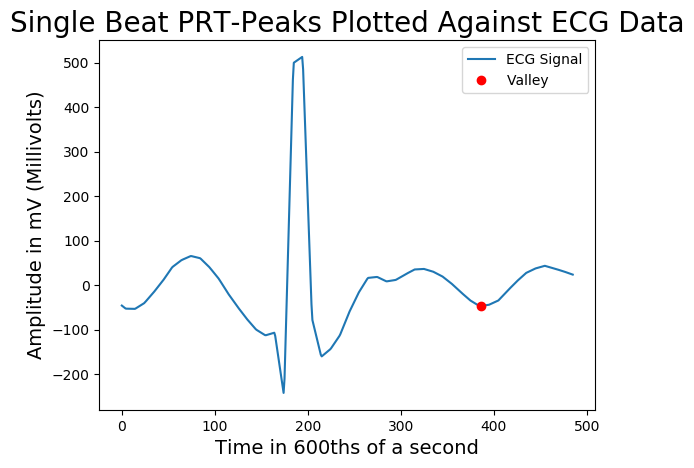 Single Beat PRT-Peaks Plotted Against ECG Data
ECG Signal
Valley
Amplitude in mV (Millivolts)
500
400
300
200
100
0
−100
−200
0 100 200 300 400 500
Time in 600ths of a second